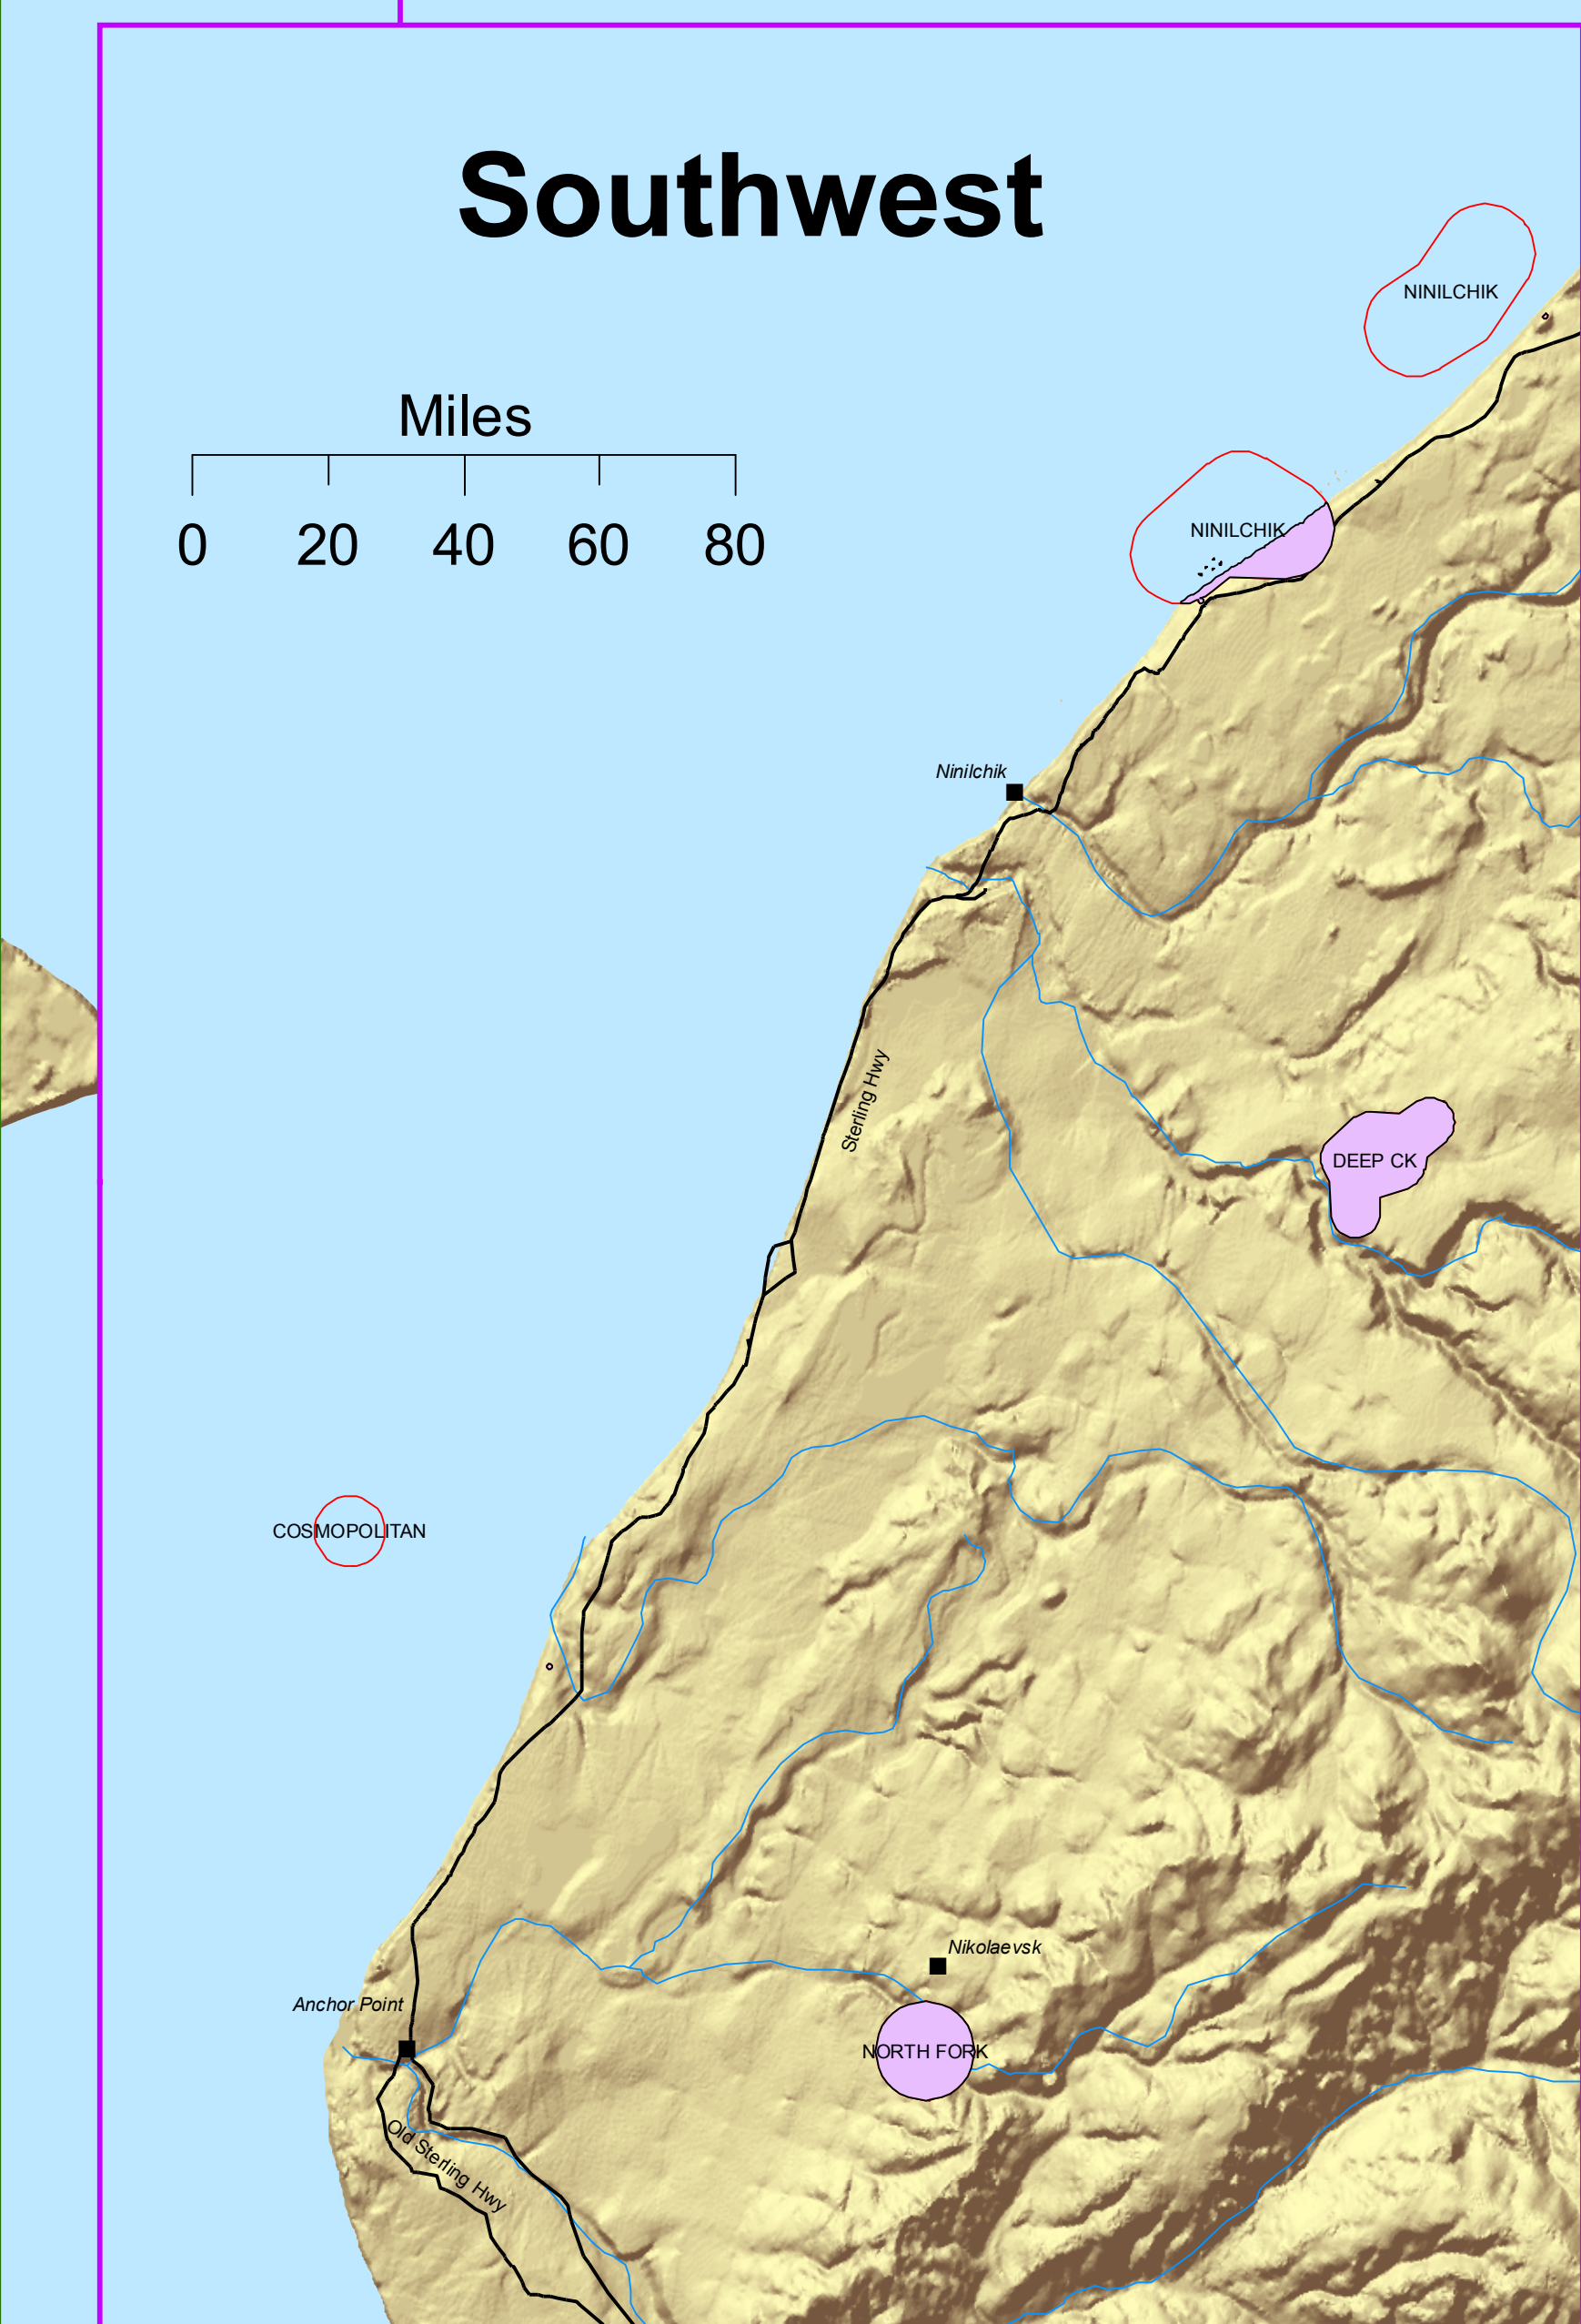 Southwest
NINILCHIK
Miles
0 20 40 60 80
NINILCHIK
Ninilchik
Sterling Hwy
DEEP CK
COSMOPOLITAN
Nikolaevsk
Anchor Point
NORTH FORK
Old Sterling Hwy